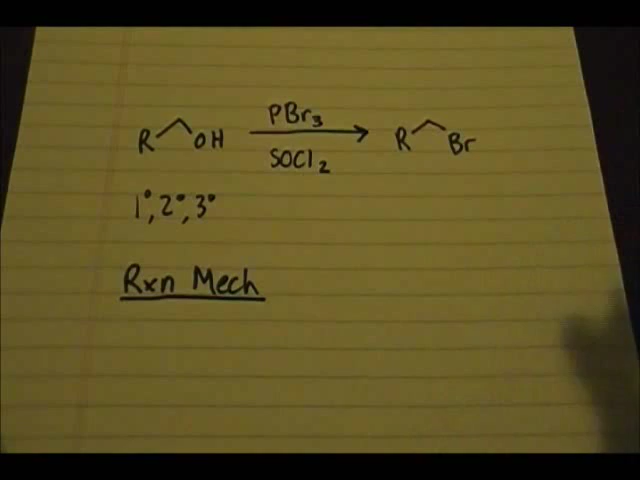 PBr₃
R OH R Br
SOCl₂
1°, 2°, 3°
Rxn Mech